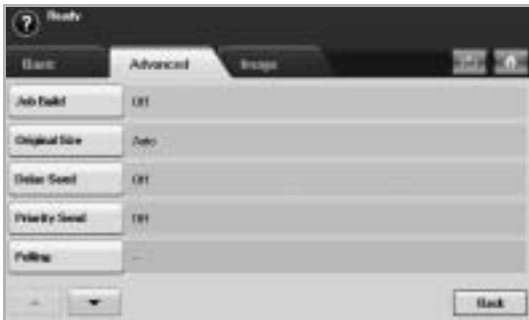 Ready
Basic Advanced Image
Job Build Off
Original Size Auto
Delay Send Off
Priority Send Off
Polling --
Back